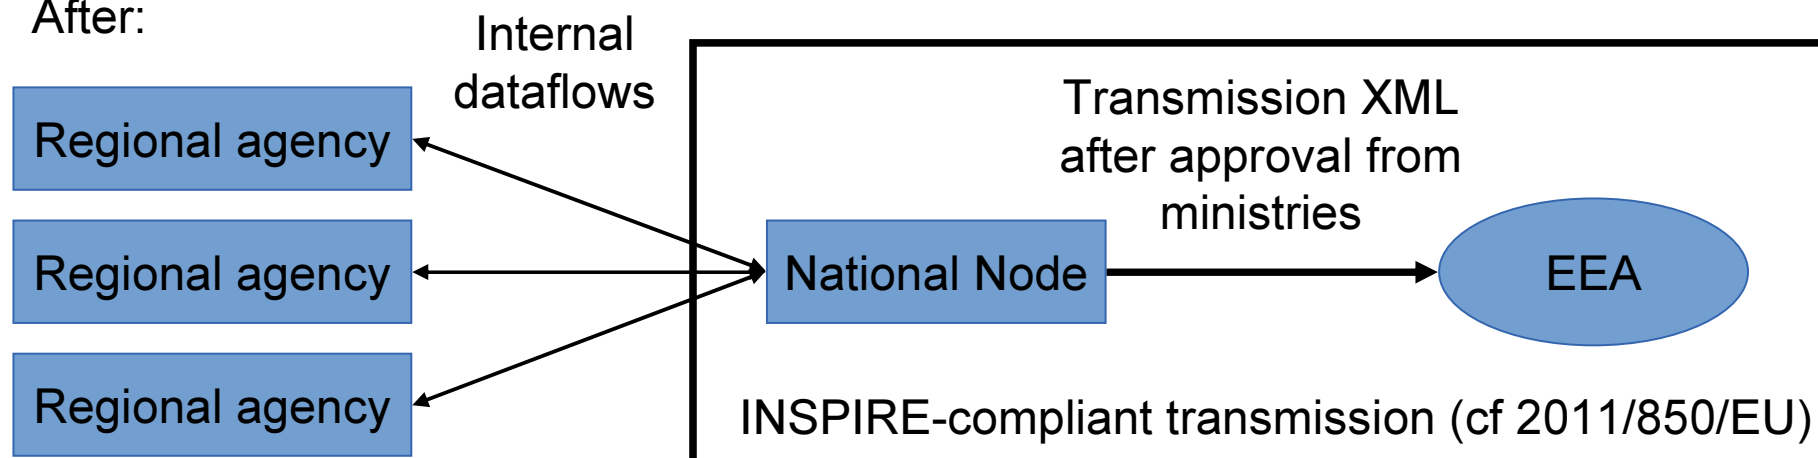 After:
Internal
dataflows
Transmission XML
after approval from
ministries
Regional agency
Regional agency
National Node
EEA
Regional agency
INSPIRE-compliant transmission (cf 2011/850/EU)